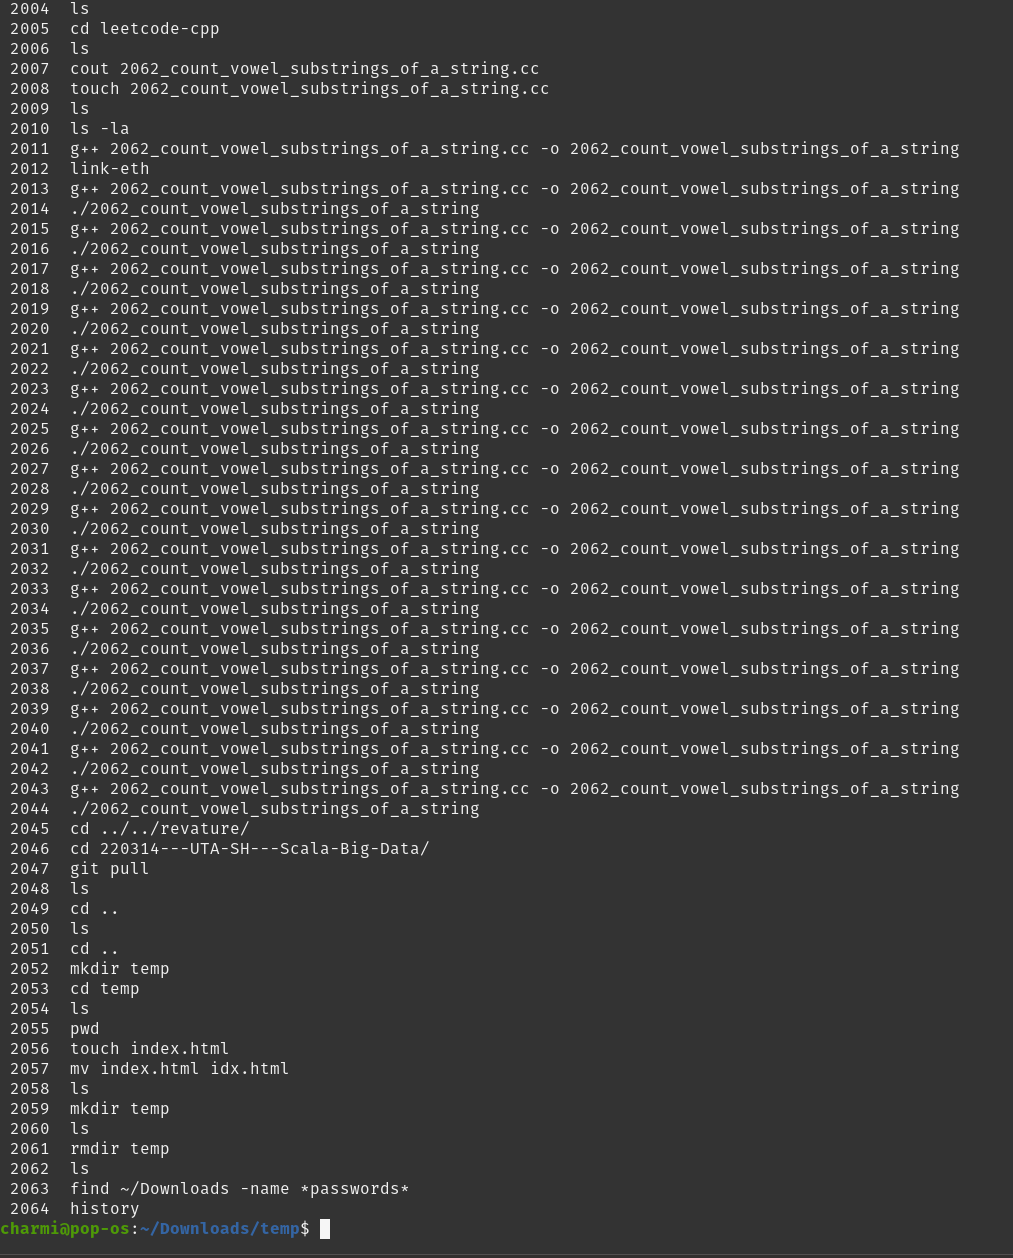 2004  ls
2005  cd leetcode-cpp
2006  ls
2007  cout 2062_count_vowel_substrings_of_a_string.cc
2008  touch 2062_count_vowel_substrings_of_a_string.cc
2009  ls
2010  ls -la
2011  g++ 2062_count_vowel_substrings_of_a_string.cc -o 2062_count_vowel_substrings_of_a_string
2012  link-eth
2013  g++ 2062_count_vowel_substrings_of_a_string.cc -o 2062_count_vowel_substrings_of_a_string
2014  ./2062_count_vowel_substrings_of_a_string
2015  g++ 2062_count_vowel_substrings_of_a_string.cc -o 2062_count_vowel_substrings_of_a_string
2016  ./2062_count_vowel_substrings_of_a_string
2017  g++ 2062_count_vowel_substrings_of_a_string.cc -o 2062_count_vowel_substrings_of_a_string
2018  ./2062_count_vowel_substrings_of_a_string
2019  g++ 2062_count_vowel_substrings_of_a_string.cc -o 2062_count_vowel_substrings_of_a_string
2020  ./2062_count_vowel_substrings_of_a_string
2021  g++ 2062_count_vowel_substrings_of_a_string.cc -o 2062_count_vowel_substrings_of_a_string
2022  ./2062_count_vowel_substrings_of_a_string
2023  g++ 2062_count_vowel_substrings_of_a_string.cc -o 2062_count_vowel_substrings_of_a_string
2024  ./2062_count_vowel_substrings_of_a_string
2025  g++ 2062_count_vowel_substrings_of_a_string.cc -o 2062_count_vowel_substrings_of_a_string
2026  ./2062_count_vowel_substrings_of_a_string
2027  g++ 2062_count_vowel_substrings_of_a_string.cc -o 2062_count_vowel_substrings_of_a_string
2028  ./2062_count_vowel_substrings_of_a_string
2029  g++ 2062_count_vowel_substrings_of_a_string.cc -o 2062_count_vowel_substrings_of_a_string
2030  ./2062_count_vowel_substrings_of_a_string
2031  g++ 2062_count_vowel_substrings_of_a_string.cc -o 2062_count_vowel_substrings_of_a_string
2032  ./2062_count_vowel_substrings_of_a_string
2033  g++ 2062_count_vowel_substrings_of_a_string.cc -o 2062_count_vowel_substrings_of_a_string
2034  ./2062_count_vowel_substrings_of_a_string
2035  g++ 2062_count_vowel_substrings_of_a_string.cc -o 2062_count_vowel_substrings_of_a_string
2036  ./2062_count_vowel_substrings_of_a_string
2037  g++ 2062_count_vowel_substrings_of_a_string.cc -o 2062_count_vowel_substrings_of_a_string
2038  ./2062_count_vowel_substrings_of_a_string
2039  g++ 2062_count_vowel_substrings_of_a_string.cc -o 2062_count_vowel_substrings_of_a_string
2040  ./2062_count_vowel_substrings_of_a_string
2041  g++ 2062_count_vowel_substrings_of_a_string.cc -o 2062_count_vowel_substrings_of_a_string
2042  ./2062_count_vowel_substrings_of_a_string
2043  g++ 2062_count_vowel_substrings_of_a_string.cc -o 2062_count_vowel_substrings_of_a_string
2044  ./2062_count_vowel_substrings_of_a_string
2045  cd ../../revature/
2046  cd 220314---UTA-SH---Scala-Big-Data/
2047  git pull
2048  ls
2049  cd ..
2050  ls
2051  cd ..
2052  mkdir temp
2053  cd temp
2054  ls
2055  pwd
2056  touch index.html
2057  mv index.html idx.html
2058  ls
2059  mkdir temp
2060  ls
2061  rmdir temp
2062  ls
2063  find ~/Downloads -name *passwords*
2064  history
charmi@pop-os:~/Downloads/temp$